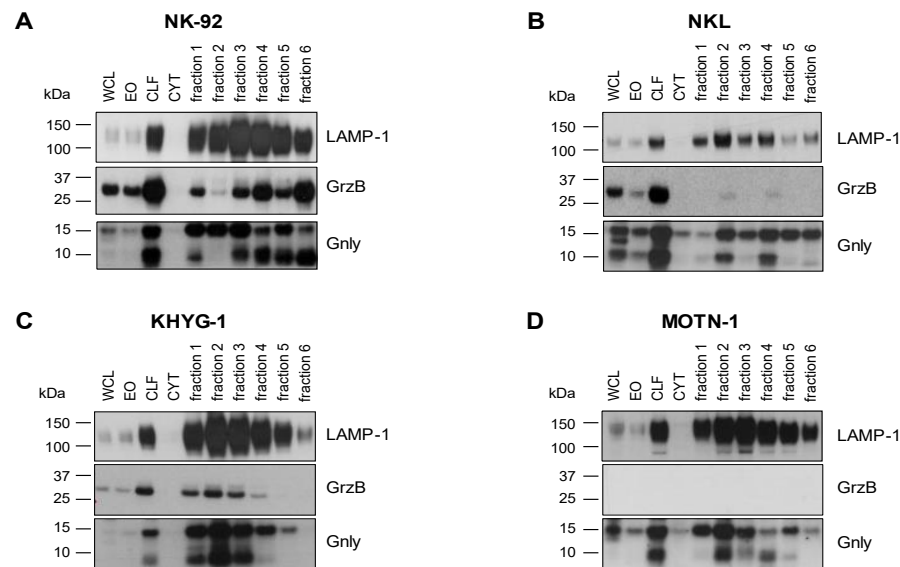 A NK-92
WCL EO CLF CYT fraction 1 fraction 2 fraction 3 fraction 4 fraction 5 fraction 6
kDa
150
100
LAMP-1
37
25
GrzB
15
10
Gnly
B NKL
WCL EO CLF CYT fraction 1 fraction 2 fraction 3 fraction 4 fraction 5 fraction 6
kDa
150
100
LAMP-1
37
25
GrzB
15
10
Gnly
C KHYG-1
WCL EO CLF CYT fraction 1 fraction 2 fraction 3 fraction 4 fraction 5 fraction 6
kDa
150
100
LAMP-1
37
25
GrzB
15
10
Gnly
D MOTN-1
WCL EO CLF CYT fraction 1 fraction 2 fraction 3 fraction 4 fraction 5 fraction 6
kDa
150
100
LAMP-1
37
25
GrzB
15
10
Gnly